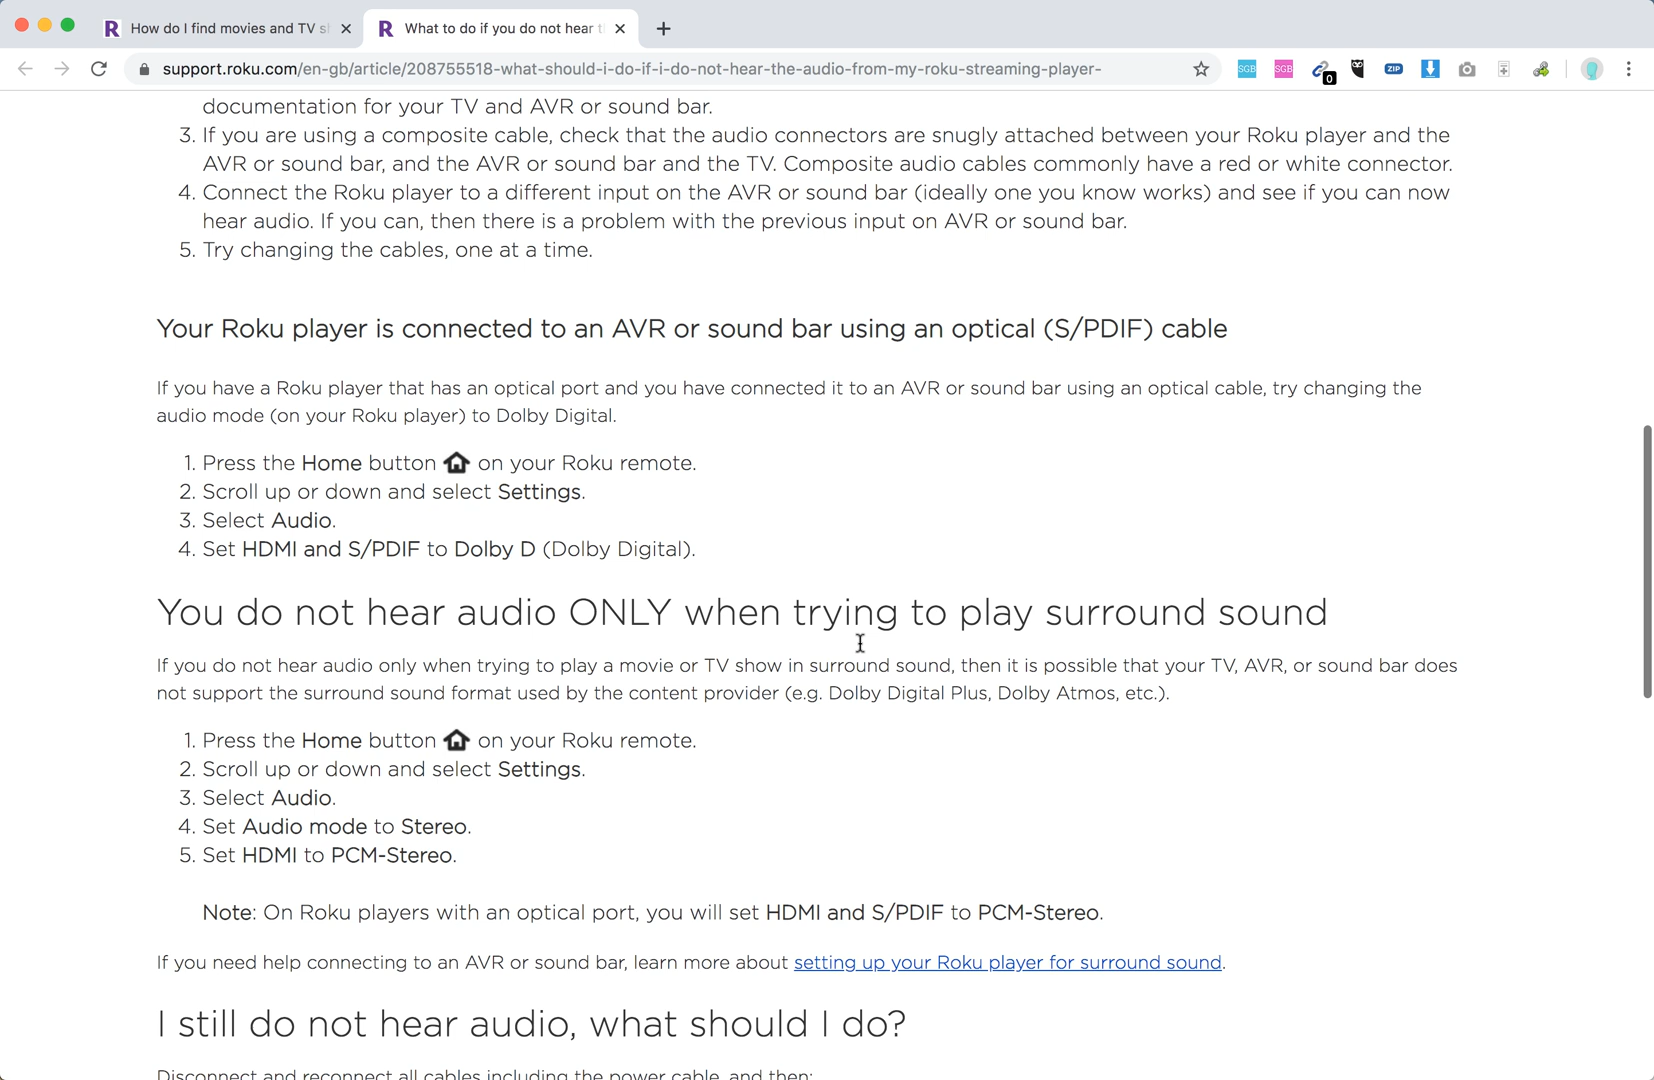 How do I find movies and TV s
What to do if you do not hear t
support.roku.com/en-gb/article/208755518-what-should-i-do-if-i-do-not-hear-the-audio-from-my-roku-streaming-player-
SGB
SGB
0
ZIP
documentation for your TV and AVR or sound bar.
3. If you are using a composite cable, check that the audio connectors are snugly attached between your Roku player and the
AVR or sound bar, and the AVR or sound bar and the TV. Composite audio cables commonly have a red or white connector.
4. Connect the Roku player to a different input on the AVR or sound bar (ideally one you know works) and see if you can now
hear audio. If you can, then there is a problem with the previous input on AVR or sound bar.
5. Try changing the cables, one at a time.
Your Roku player is connected to an AVR or sound bar using an optical (S/PDIF) cable
If you have a Roku player that has an optical port and you have connected it to an AVR or sound bar using an optical cable, try changing the
audio mode (on your Roku player) to Dolby Digital.
1. Press the Home button on your Roku remote.
2. Scroll up or down and select Settings.
3. Select Audio.
4. Set HDMI and S/PDIF to Dolby D (Dolby Digital).
You do not hear audio ONLY when trying to play surround sound
If you do not hear audio only when trying to play a movie or TV show in surround sound, then it is possible that your TV, AVR, or sound bar does
not support the surround sound format used by the content provider (e.g. Dolby Digital Plus, Dolby Atmos, etc.).
1. Press the Home button on your Roku remote.
2. Scroll up or down and select Settings.
3. Select Audio.
4. Set Audio mode to Stereo.
5. Set HDMI to PCM-Stereo.
Note: On Roku players with an optical port, you will set HDMI and S/PDIF to PCM-Stereo.
If you need help connecting to an AVR or sound bar, learn more about setting up your Roku player for surround sound.
I still do not hear audio, what should I do?
Disconnect and reconnect all cables including the power cable, and then: